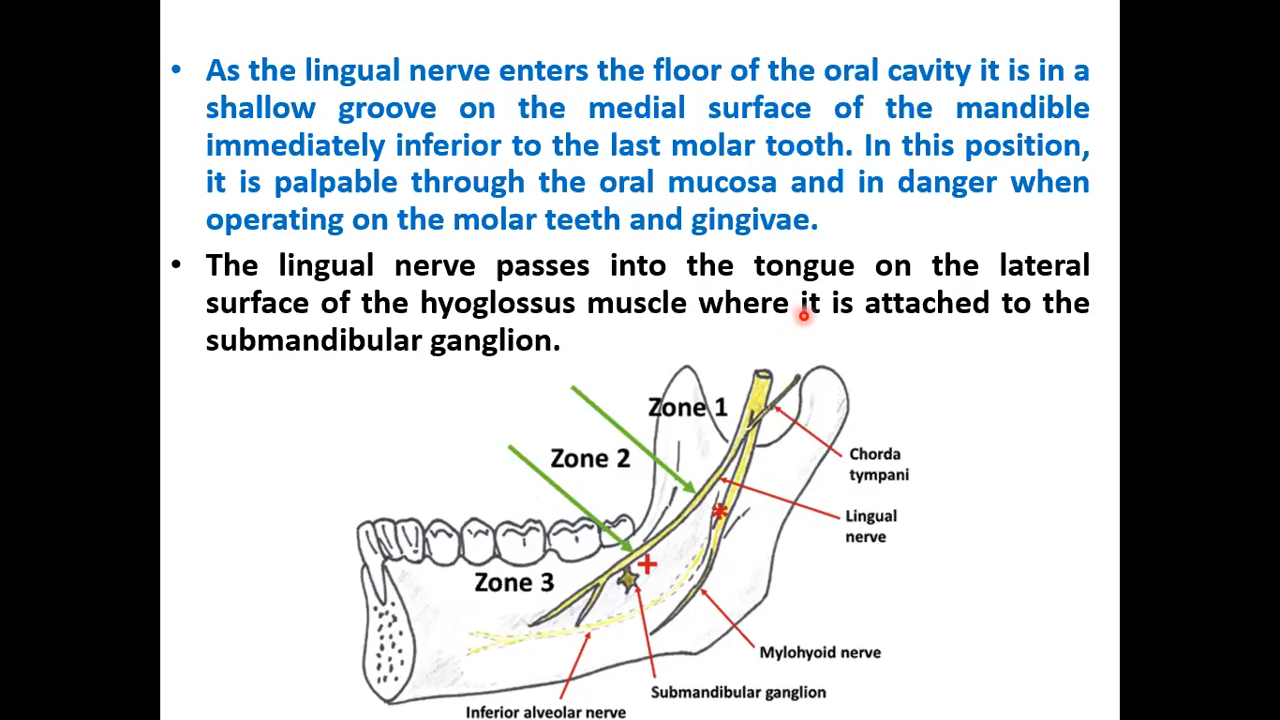 • As the lingual nerve enters the floor of the oral cavity it is in a
shallow groove on the medial surface of the mandible
immediately inferior to the last molar tooth. In this position,
it is palpable through the oral mucosa and in danger when
operating on the molar teeth and gingivae.
• The lingual nerve passes into the tongue on the lateral
surface of the hyoglossus muscle where it is attached to the
submandibular ganglion.
Zone 1
Zone 2
Chorda
tympani
Lingual
nerve
Zone 3
Mylohyoid nerve
Submandibular ganglion
Inferior alveolar nerve